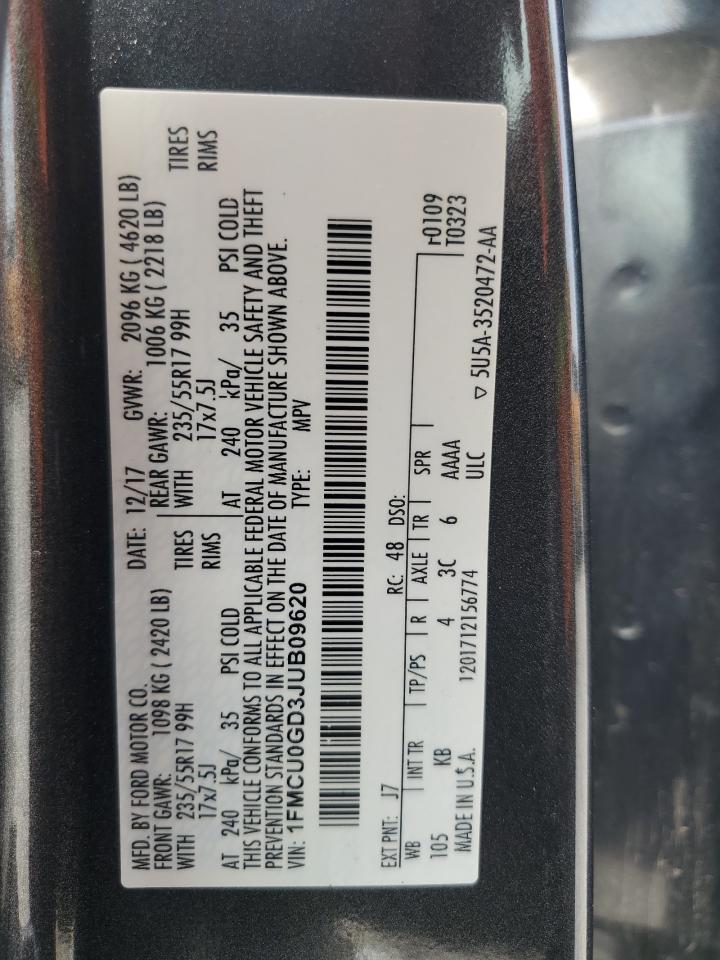 MFD. BY FORD MOTOR CO.
DATE: 12/17 GVWR: 2096 KG ( 4620 LB)
FRONT GAWR: 1098 KG ( 2420 LB) REAR GAWR: 1006 KG ( 2218 LB)
WITH 235/55R17 99H TIRES WITH 235/55R17 99H TIRES
17x7.5J RIMS 17x7.5J RIMS
AT 240 kPa/ 35 PSI COLD AT 240 kPa/ 35 PSI COLD
THIS VEHICLE CONFORMS TO ALL APPLICABLE FEDERAL MOTOR VEHICLE SAFETY AND THEFT
PREVENTION STANDARDS IN EFFECT ON THE DATE OF MANUFACTURE SHOWN ABOVE.
VIN: 1FMCU0GD3JUB09620 TYPE: MPV
EXT PNT: J7 RC: 48 DSO:
WB INT TR TP/PS R AXLE TR SPR F0109
105 KB 4 3C 6 AAAA T0323
MADE IN U.S.A. 1201712156774 ULC
▽ 5U5A-3520472-AA